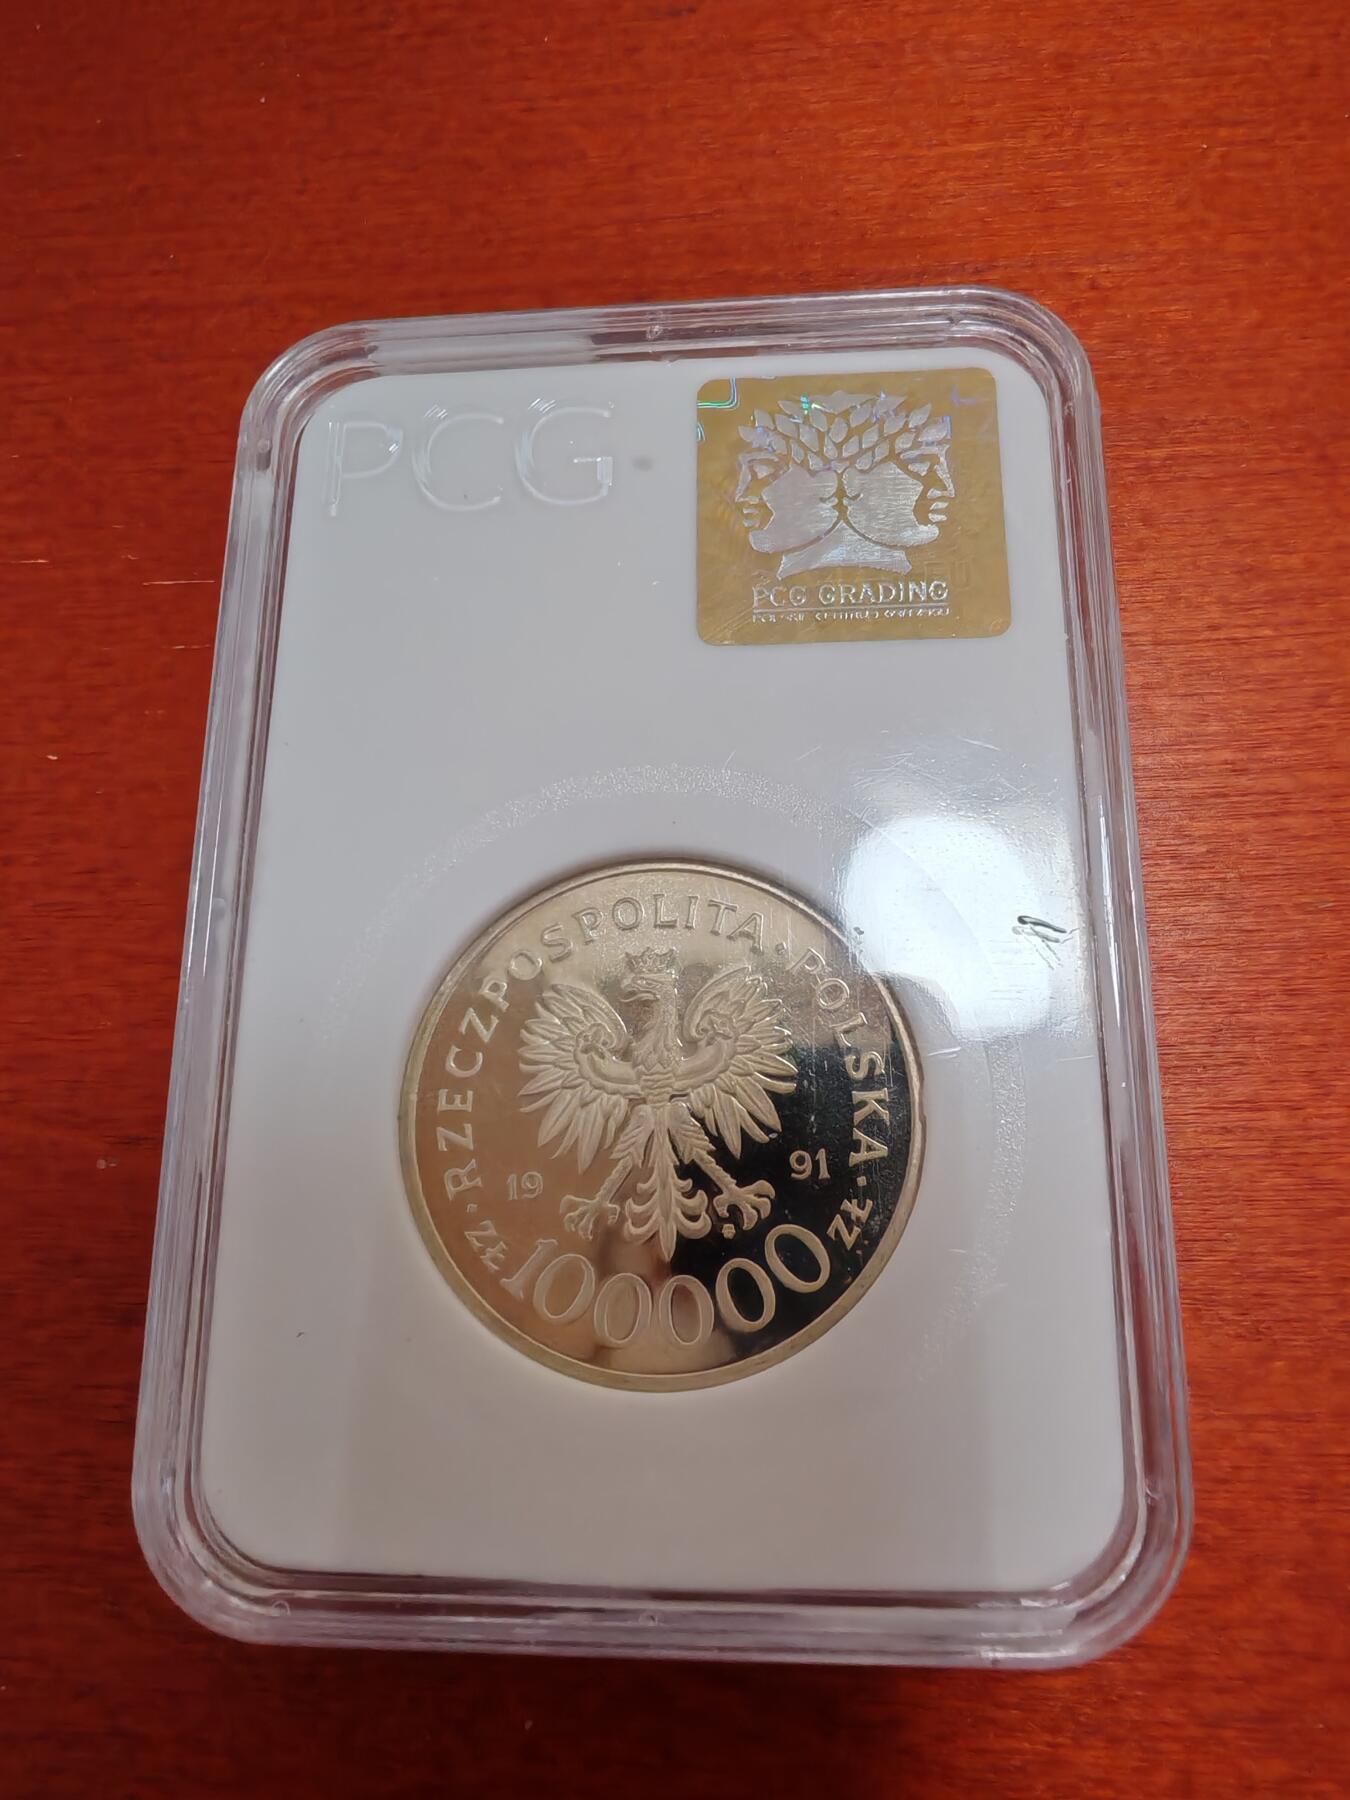 PCG
PCG GRADING
RZECZPOSPOLITA · POLSKA
19 91
· ZŁ 100000 ZŁ ·